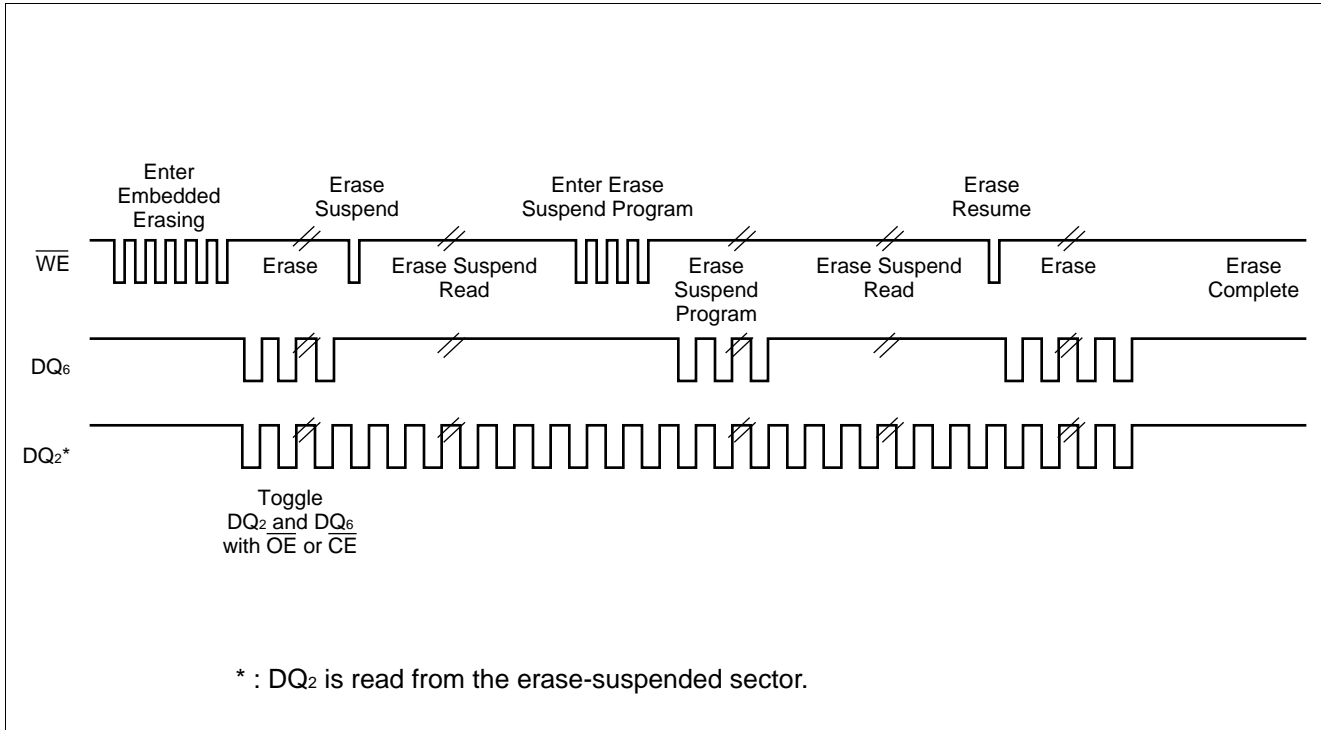 Enter
Embedded
Erasing
Erase
Suspend
Enter Erase
Suspend Program
Erase
Resume
WE
Erase
Erase Suspend
Read
Erase
Suspend
Program
Erase Suspend
Read
Erase
Erase
Complete
DQ6
DQ2*
Toggle
DQ2 and DQ6
with OE or CE
* : DQ2 is read from the erase-suspended sector.